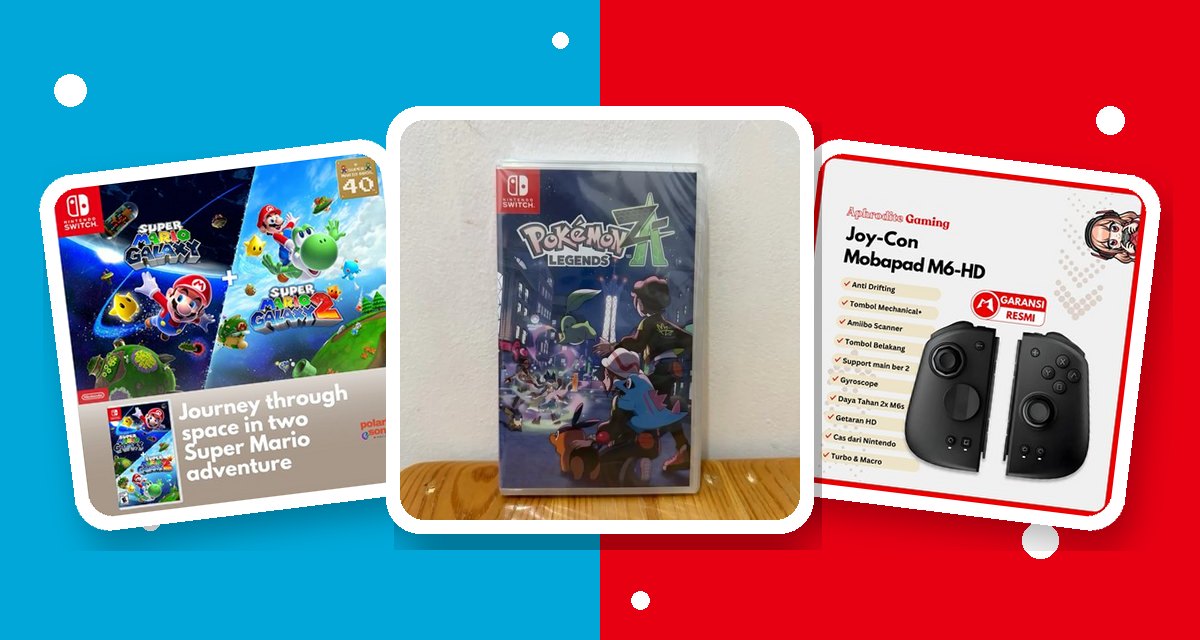 NINTENDO
SWITCH
SUPER
MARIO
GALAXY
+
SUPER
MARIO
GALAXY 2
40
Nintendo
Journey through
space in two
Super Mario
adventure
NINTENDO
SWITCH
POKéMON
LEGENDS
ZA
Aphrodite Gaming
Joy-Con
Mobapad M6-HD
Anti Drifting
Tombol Mechanical+
Amiibo Scanner
Tombol Belakang
Support main ber 2
Gyroscope
Daya Tahan 2x M6s
Getaran HD
Cas dari Nintendo
Turbo & Macro
GARANSI
RESMI
X
Y
A
B